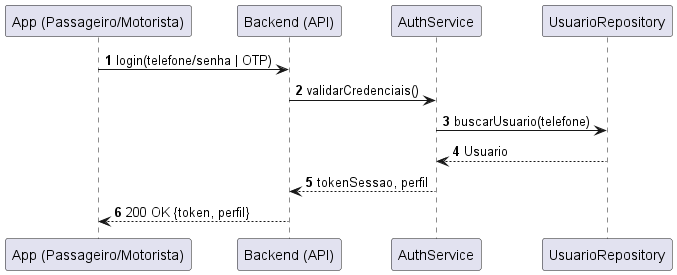 App (Passageiro/Motorista)
Backend (API)
AuthService
UsuarioRepository
1 login(telefone/senha | OTP)
2 validarCredenciais()
3 buscarUsuario(telefone)
4 Usuario
5 tokenSessao, perfil
6 200 OK {token, perfil}
App (Passageiro/Motorista)
Backend (API)
AuthService
UsuarioRepository